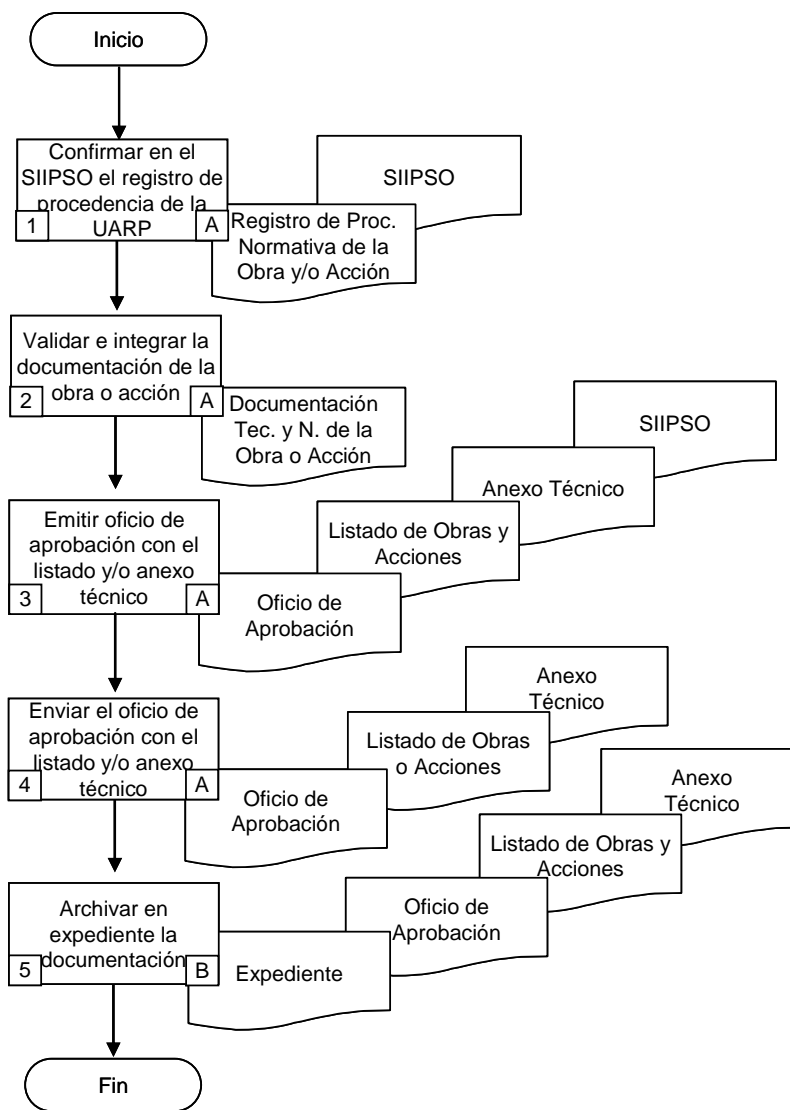 Inicio
Confirmar en el
SIIPSO el registro de
procedencia de la
UARP
1
A
SIIPSO
Registro de Proc.
Normativa de la
Obra y/o Acción
Validar e integrar la
documentación de la
obra o acción
2
A
Documentación
Tec. y N. de la
Obra o Acción
Emitir oficio de
aprobación con el
listado y/o anexo
técnico
3
A
SIIPSO
Anexo Técnico
Listado de Obras y
Acciones
Oficio de
Aprobación
Enviar el oficio de
aprobación con el
listado y/o anexo
técnico
4
A
Anexo
Técnico
Listado de Obras
o Acciones
Oficio de
Aprobación
Archivar en
expediente la
documentación
5
B
Anexo
Técnico
Listado de Obras y
Acciones
Oficio de
Aprobación
Expediente
Fin